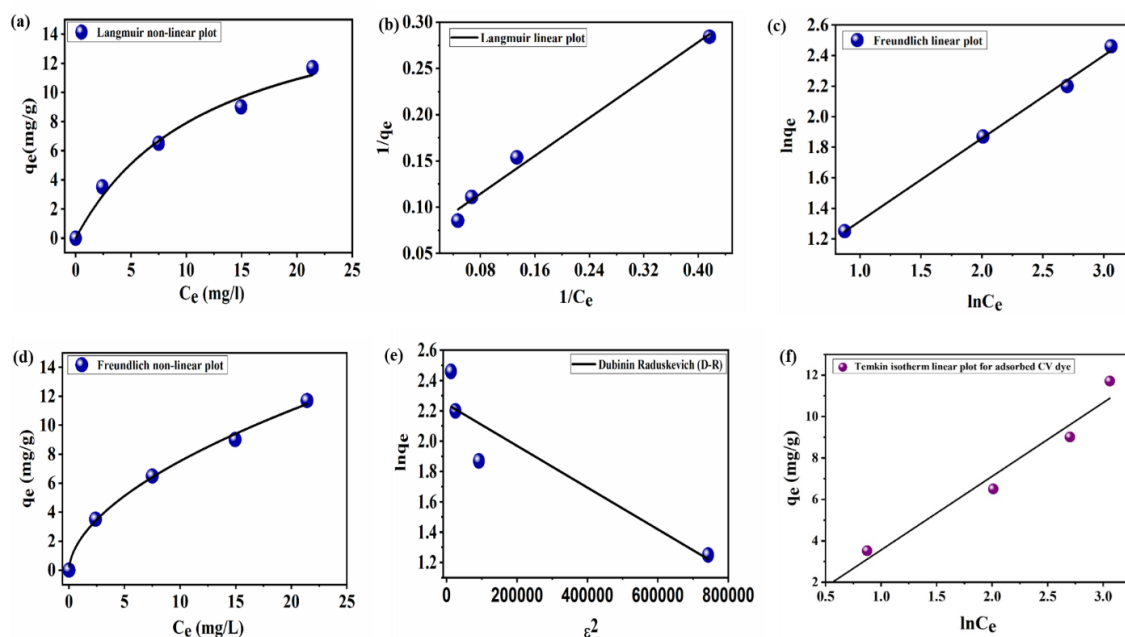 (a)
Langmuir non-linear plot
qe(mg/g)
14
12
10
8
6
4
2
0
0 5 10 15 20 25
Ce (mg/l)
(b)
Langmuir linear plot
1/qe
0.30
0.25
0.20
0.15
0.10
0.05
0.08 0.16 0.24 0.32 0.40
1/Ce
(c)
Freundlich linear plot
lnqe
2.6
2.4
2.2
2.0
1.8
1.6
1.4
1.2
1.0 1.5 2.0 2.5 3.0
lnCe
(d)
Freundlich non-linear plot
qe (mg/g)
14
12
10
8
6
4
2
0
0 5 10 15 20 25
Ce (mg/L)
(e)
Dubinin Raduskevich (D-R)
lnqe
2.6
2.4
2.2
2.0
1.8
1.6
1.4
1.2
0 200000 400000 600000 800000
ε2
(f)
Temkin isotherm linear plot for adsorbed CV dye
qe (mg/g)
12
10
8
6
4
2
0.5 1.0 1.5 2.0 2.5 3.0
lnCe